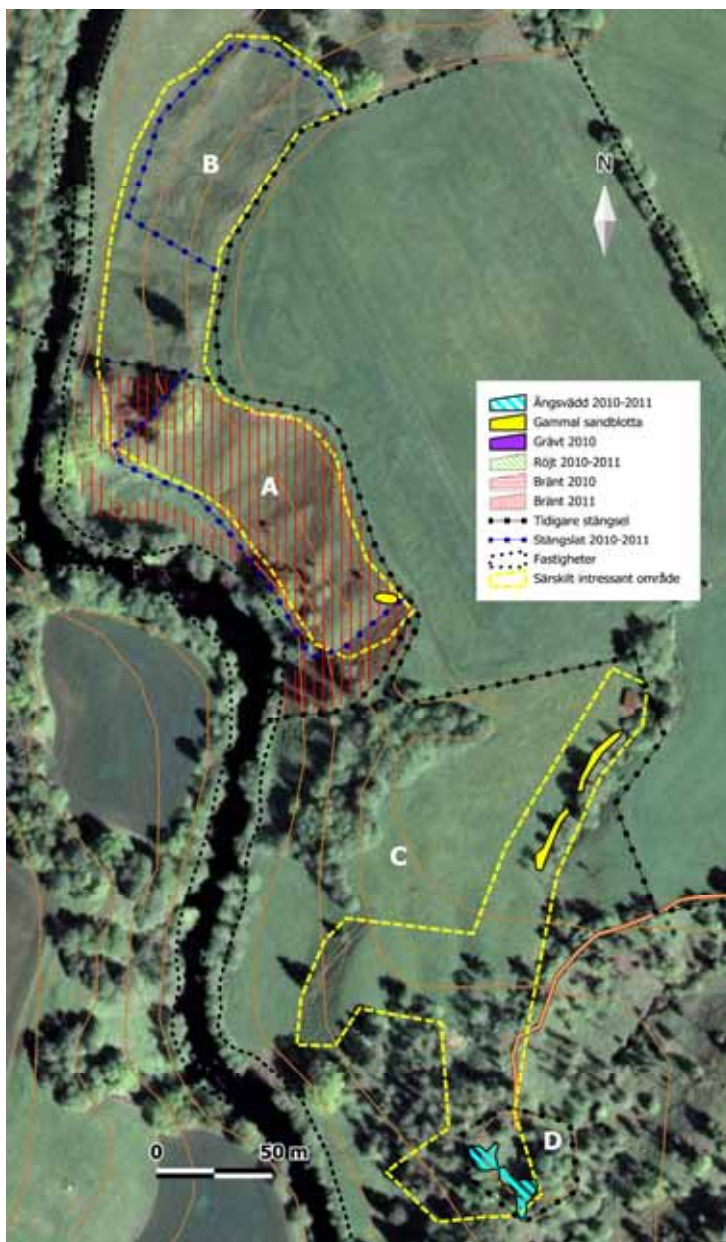 B
N
Ängsvädd 2010-2011
Gammal sandblotta
Grävt 2010
Röjt 2010-2011
Bränt 2010
Bränt 2011
Tidigare stängsel
Stängslat 2010-2011
Fastigheter
Särskilt intressant område
A
C
D
0 50 m